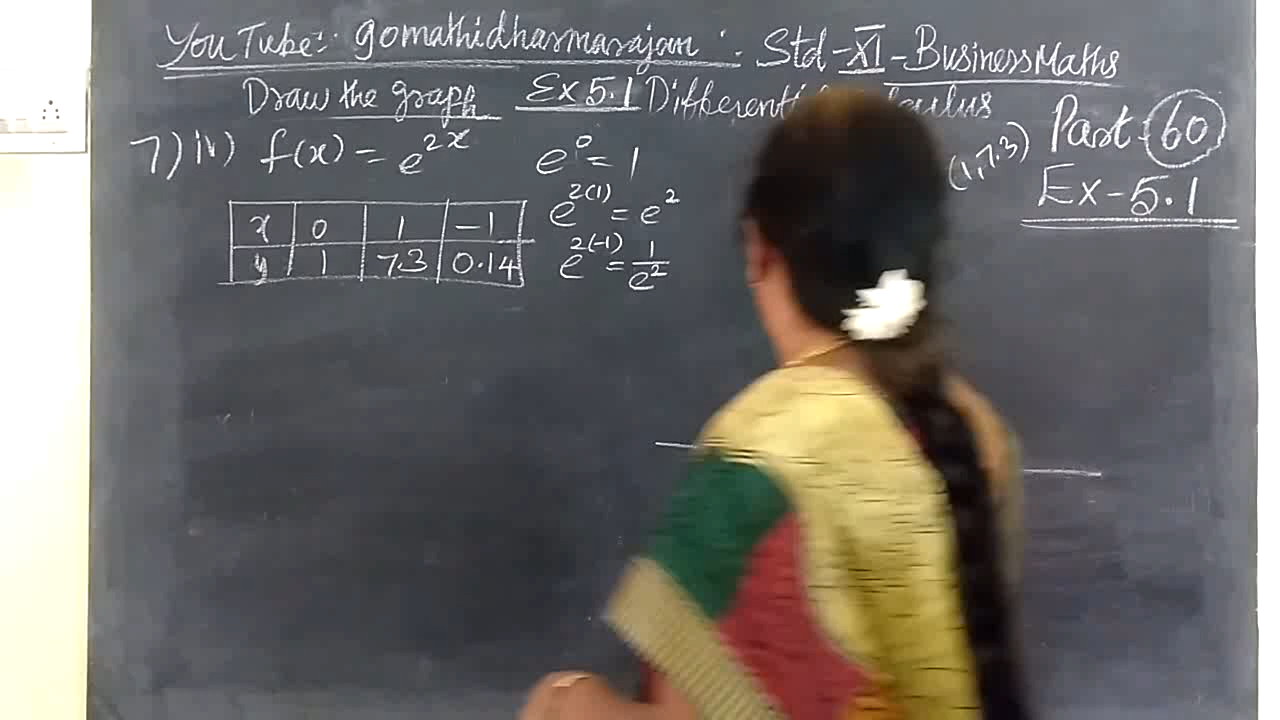 YouTube:- gomathidharmarajan :- Std-XI-Business Maths
Draw the graph Ex 5.1
7) iv) f(x) = e^2x e^0 = 1 (1, 7.3) Part-60
Ex-5.1
e^2(1) = e^2
x 0 1 -1
e^2(-1) = 1/e^2
y 1 7.3 0.14